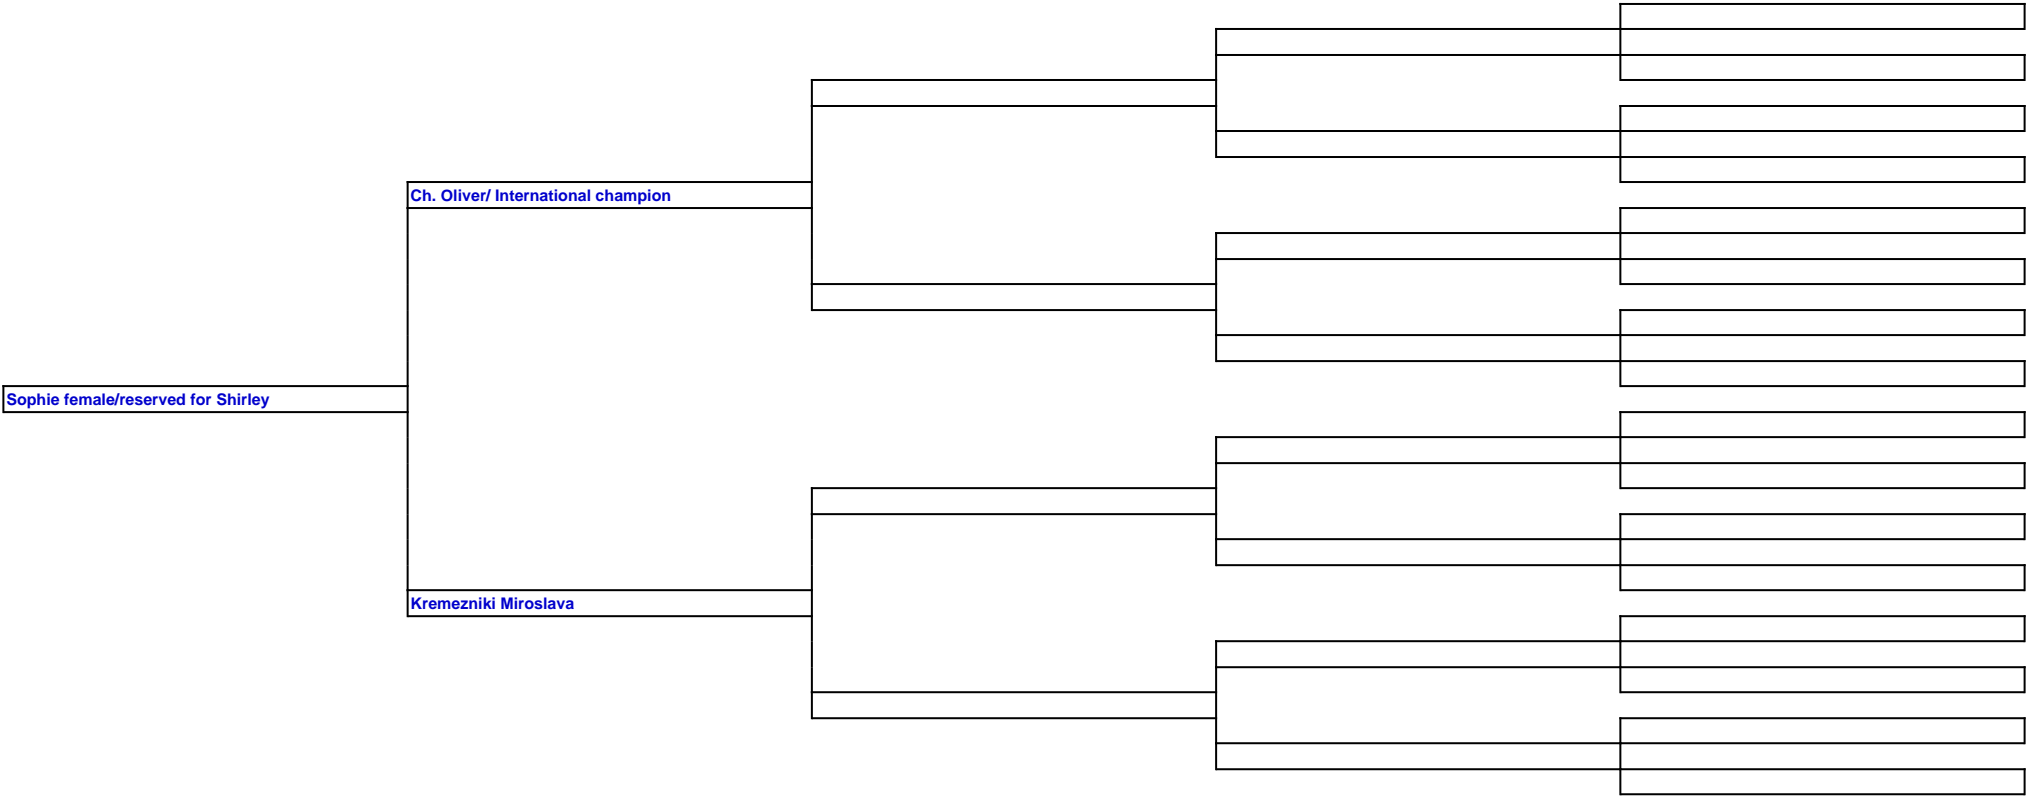 Ch. Oliver/ International champion
Sophie female/reserved for Shirley
Kremezniki Miroslava